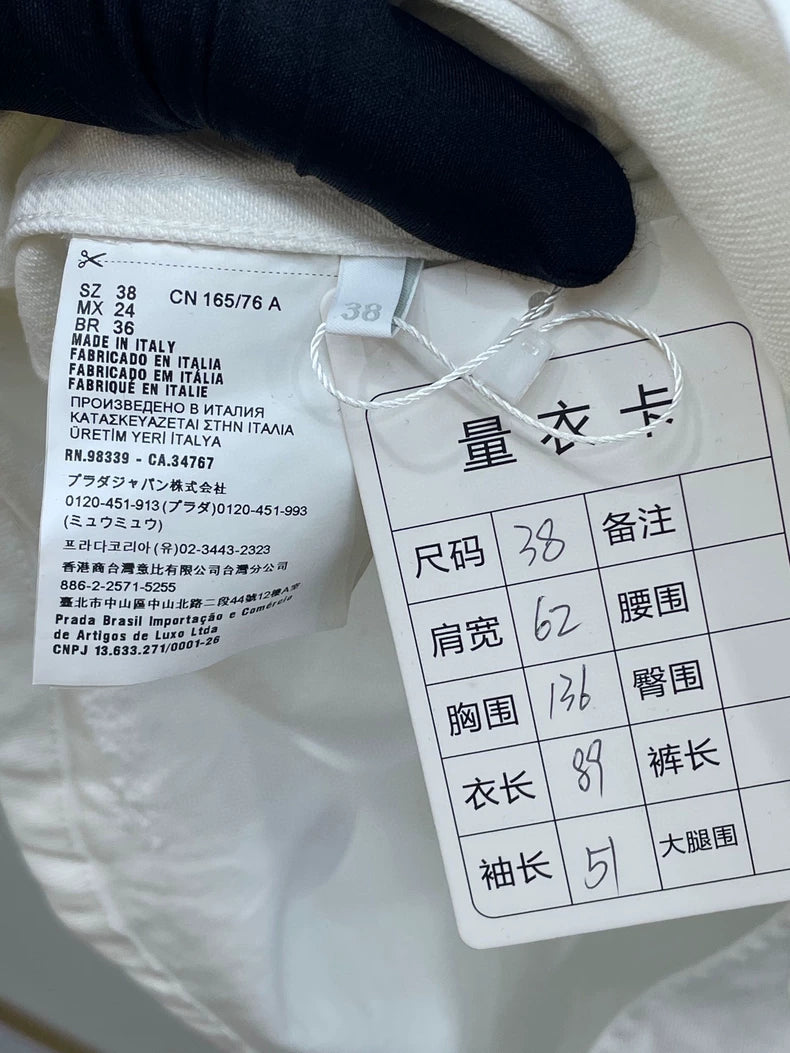 SZ 38 CN 165/76 A
MX 24
BR 36
MADE IN ITALY
FABRICADO EN ITALIA
FABRICADO EM ITÁLIA
FABRIQUÉ EN ITALIE
ПРОИЗВЕДЕНО В ИТАЛИЯ
ΚΑΤΑΣΚΕΥΑΖΕΤΑΙ ΣΤΗΝ ΙΤΑΛΙΑ
ÜRETİM YERİ İTALYA
RN.98339 - CA.34767
プラダジャパン株式会社
0120-451-913(プラダ)0120-451-993
(ミュウミュウ)
프라다코리아(유)02-3443-2323
香港商台灣意比有限公司台灣分公司
886-2-2571-5255
臺北市中山區中山北路二段44號12樓A室
Prada Brasil Importação e Comércio
de Artigos de Luxo Ltda
CNPJ 13.633.271/0001-26
38
量衣卡
尺码 38 备注
肩宽 62 腰围
胸围 136 臀围
衣长 89 裤长
袖长 51 大腿围